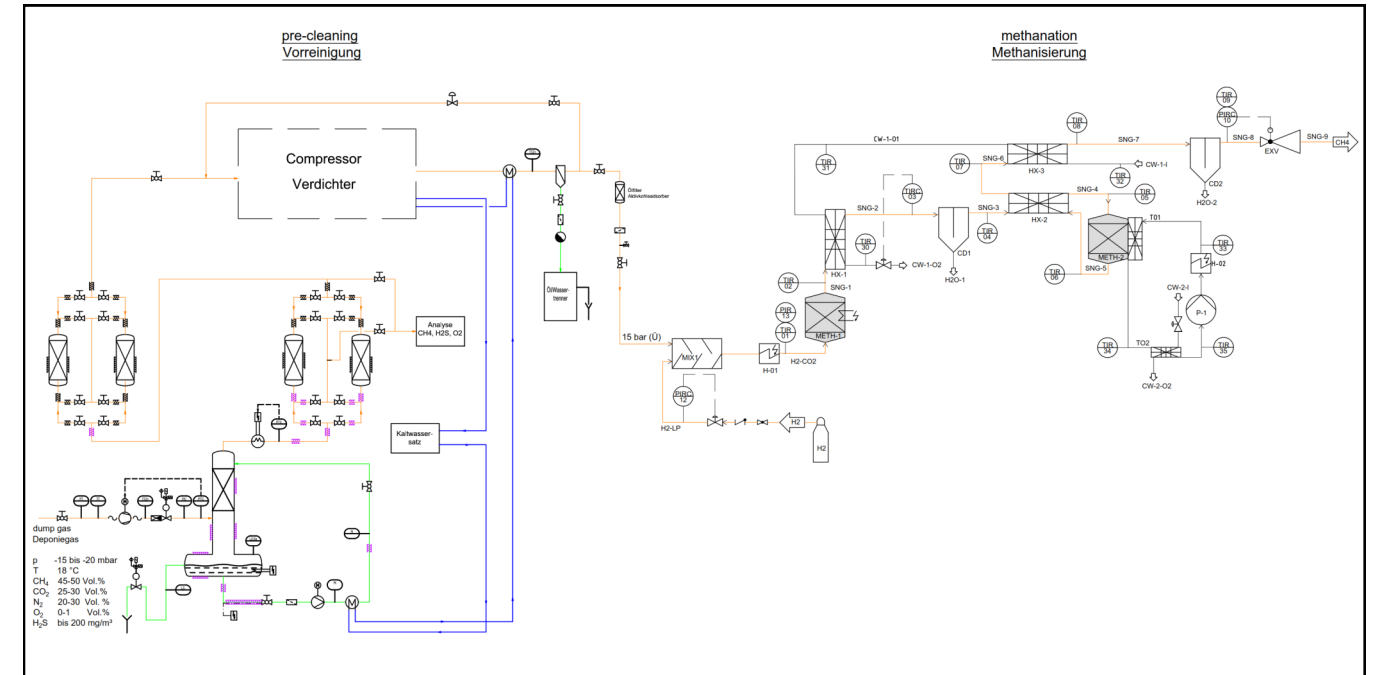 pre-cleaning
Vorreinigung
methanation
Methanisierung
Compressor
Verdichter
Ölfilter
Aktivkohleadsorber
Öl/Wasser-
trenner
Analyse
CH4, H2S, O2
Kaltwasser-
satz
dump gas
Deponiegas
p -15 bis -20 mbar
T 18 °C
CH4 45-50 Vol.%
CO2 25-30 Vol.%
N2 20-30 Vol. %
O2 0-1 Vol.%
H2S bis 200 mg/m³
M
M
15 bar (Ü)
MIX1
H-01
H2-CO2
PIR
13
TIR
01
TIR
02
SNG-1
METH-1
PIRC
12
H2-LP
H2
H2
CW-1-01
TIR
31
HX-1
SNG-2
TIRC
03
TIR
30
CW-1-O2
CD1
H2O-1
SNG-3
TIR
04
TIR
07
SNG-6
HX-3
TIR
08
SNG-7
CW-1-I
TIR
32
HX-2
SNG-4
TIR
05
METH-2
SNG-5
TIR
06
T01
TIR
33
H-02
P-1
CW-2-I
TIR
34
TO2
TIR
35
CW-2-O2
CD2
H2O-2
TIR
09
PIRC
10
SNG-8
EXV
SNG-9
CH4